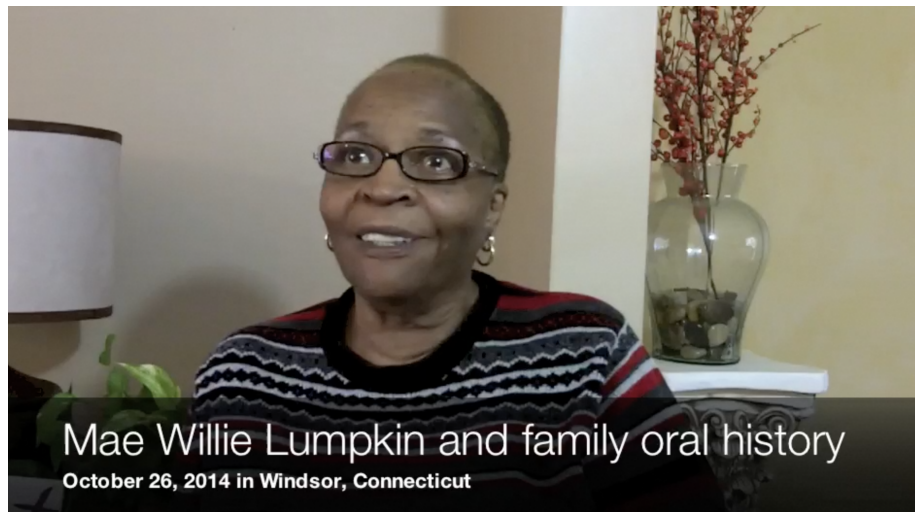 Mae Willie Lumpkin and family oral history
October 26, 2014 in Windsor, Connecticut